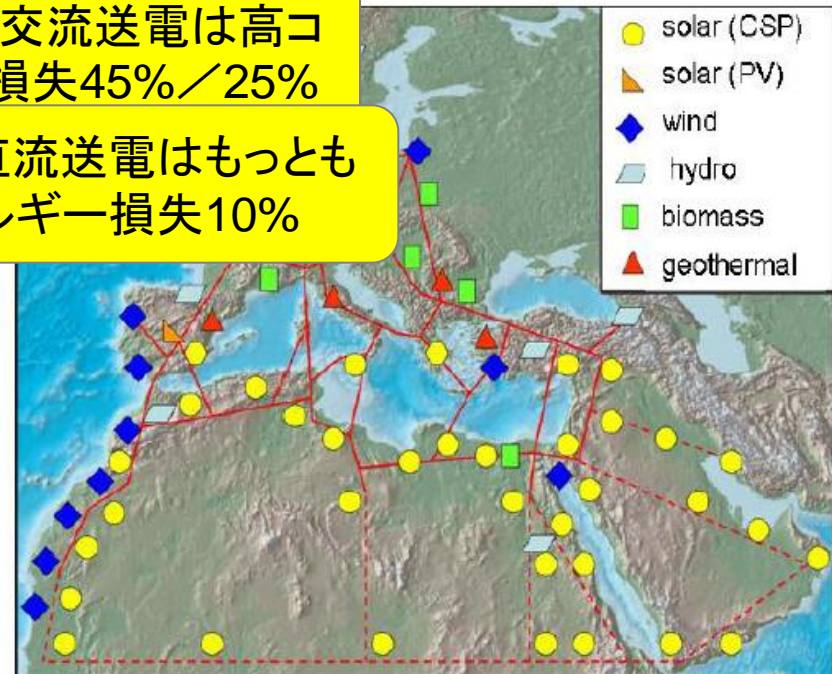 交流送電は高コ
損失45%／25%
直流送電はもっとも
ルギー損失10%
solar (CSP)
solar (PV)
wind
hydro
biomass
geothermal